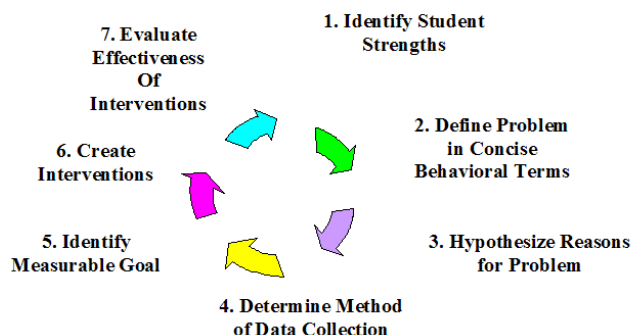 1. Identify Student
Strengths
2. Define Problem
in Concise
Behavioral Terms
3. Hypothesize Reasons
for Problem
4. Determine Method
of Data Collection
5. Identify
Measurable Goal
6. Create
Interventions
7. Evaluate
Effectiveness
Of
Interventions